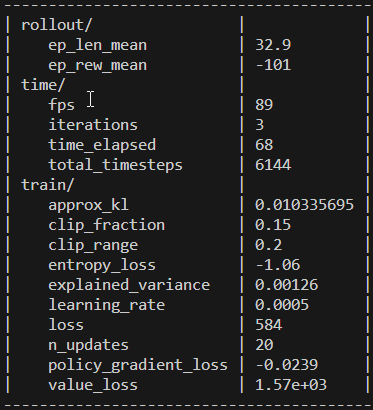 -----------------------------------------
| rollout/                |             |
|    ep_len_mean          | 32.9        |
|    ep_rew_mean          | -101        |
| time/                   |             |
|    fps                  | 89          |
|    iterations           | 3           |
|    time_elapsed         | 68          |
|    total_timesteps      | 6144        |
| train/                  |             |
|    approx_kl            | 0.010335695 |
|    clip_fraction        | 0.15        |
|    clip_range           | 0.2         |
|    entropy_loss         | -1.06       |
|    explained_variance   | 0.00126     |
|    learning_rate        | 0.0005      |
|    loss                 | 584         |
|    n_updates            | 20          |
|    policy_gradient_loss | -0.0239     |
|    value_loss           | 1.57e+03    |
-----------------------------------------